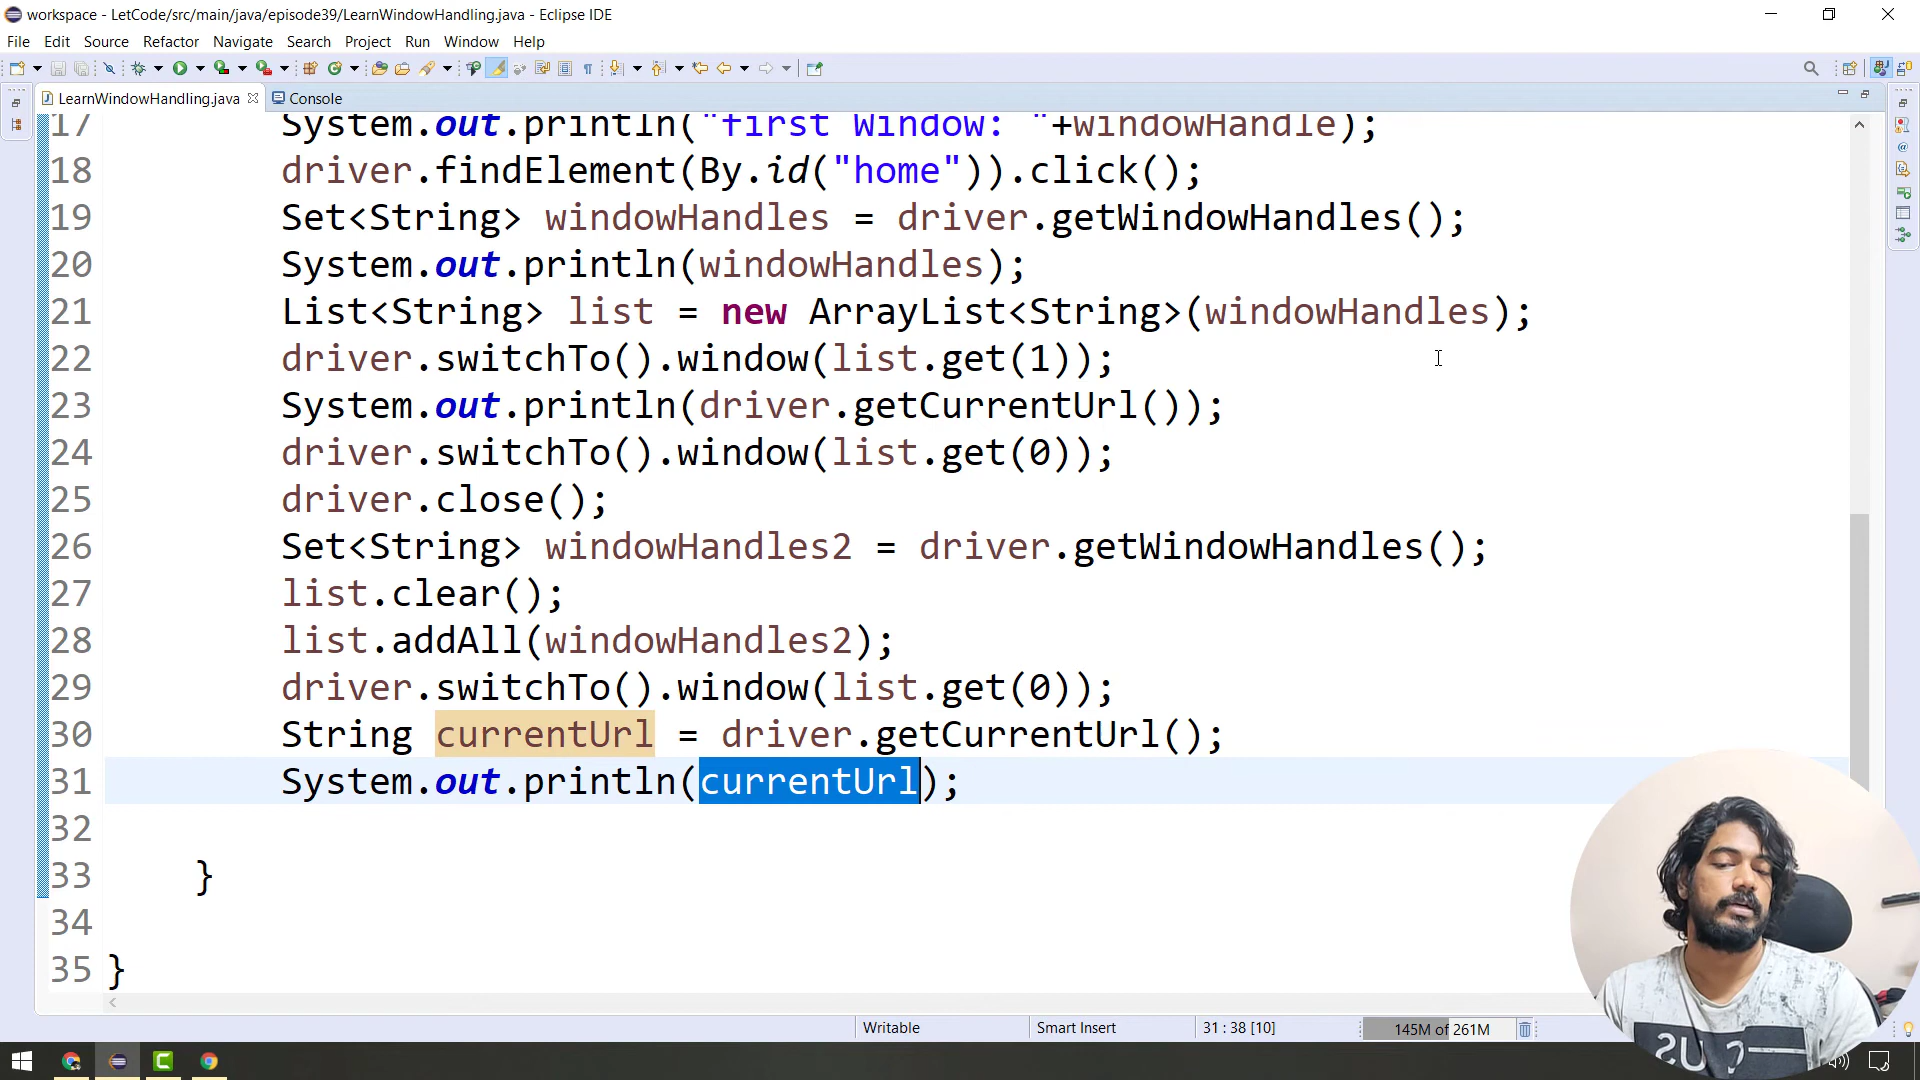 workspace - LetCode/src/main/java/episode39/LearnWindowHandling.java - Eclipse IDE
File Edit Source Refactor Navigate Search Project Run Window Help
LearnWindowHandling.java Console
17 System.out.println("first Window: "+windowHandle);
18 driver.findElement(By.id("home")).click();
19 Set<String> windowHandles = driver.getWindowHandles();
20 System.out.println(windowHandles);
21 List<String> list = new ArrayList<String>(windowHandles);
22 driver.switchTo().window(list.get(1));
23 System.out.println(driver.getCurrentUrl());
24 driver.switchTo().window(list.get(0));
25 driver.close();
26 Set<String> windowHandles2 = driver.getWindowHandles();
27 list.clear();
28 list.addAll(windowHandles2);
29 driver.switchTo().window(list.get(0));
30 String currentUrl = driver.getCurrentUrl();
31 System.out.println(currentUrl);
32
33 }
34
35 }
Writable Smart Insert 31 : 38 [10] 145M of 261M